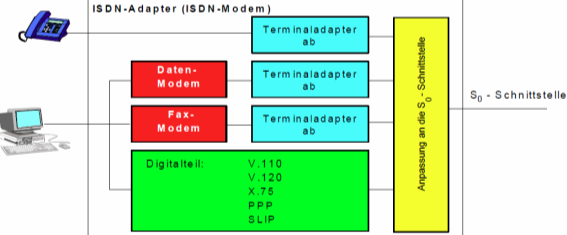 ISDN-Adapter (ISDN-Modem)
Terminaladapter
ab
Daten-
Modem
Terminaladapter
ab
Fax-
Modem
Terminaladapter
ab
Digitalteil: V.110
V.120
X.75
PPP
SLIP
Anpassung an die S0 - Schnittstelle
S0 - Schnittstelle